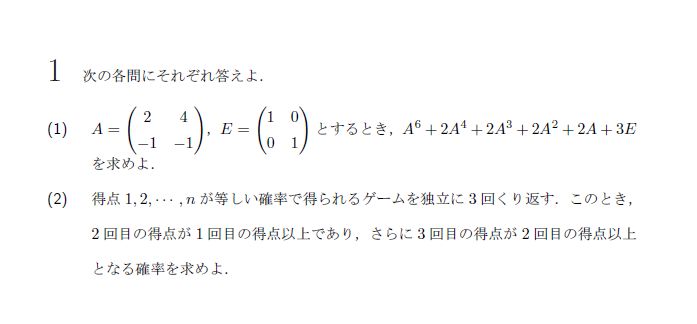 1 次の各問にそれぞれ答えよ．
(1) A = \begin{pmatrix} 2 & 4 \\ -1 & -1 \end{pmatrix}, E = \begin{pmatrix} 1 & 0 \\ 0 & 1 \end{pmatrix} とするとき，A^6 + 2A^4 + 2A^3 + 2A^2 + 2A + 3E
を求めよ．
(2) 得点 1, 2, ⋯, n が等しい確率で得られるゲームを独立に 3 回くり返す．このとき，
2 回目の得点が 1 回目の得点以上であり，さらに 3 回目の得点が 2 回目の得点以上
となる確率を求めよ．